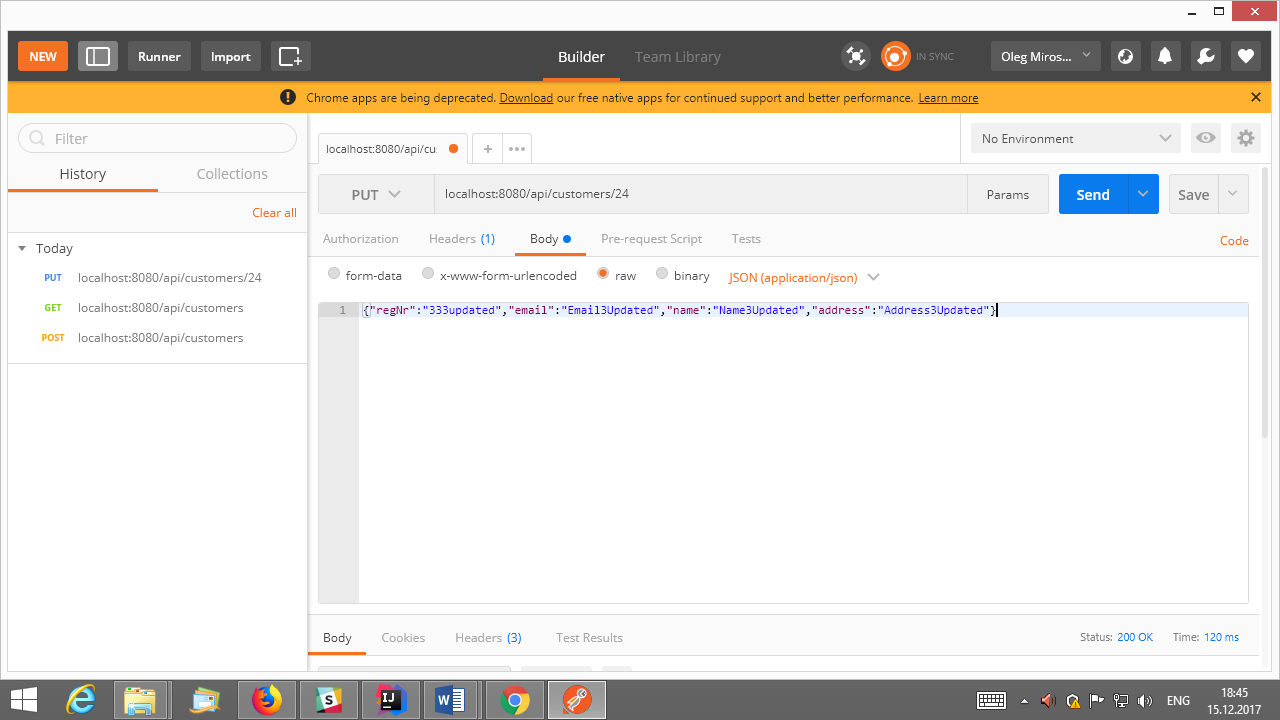 NEW Runner Import Builder Team Library IN SYNC Oleg Miros...
Chrome apps are being deprecated. Download our free native apps for continued support and better performance. Learn more
Filter
localhost:8080/api/cu
No Environment
History Collections
PUT localhost:8080/api/customers/24 Params Send Save
Clear all
Authorization Headers (1) Body Pre-request Script Tests Code
Today
form-data x-www-form-urlencoded raw binary JSON (application/json)
PUT localhost:8080/api/customers/24
GET localhost:8080/api/customers
POST localhost:8080/api/customers
1 {"regNr":"333updated","email":"Email3Updated","name":"Name3Updated","address":"Address3Updated"}
Body Cookies Headers (3) Test Results Status: 200 OK Time: 120 ms
ENG
18:45
15.12.2017